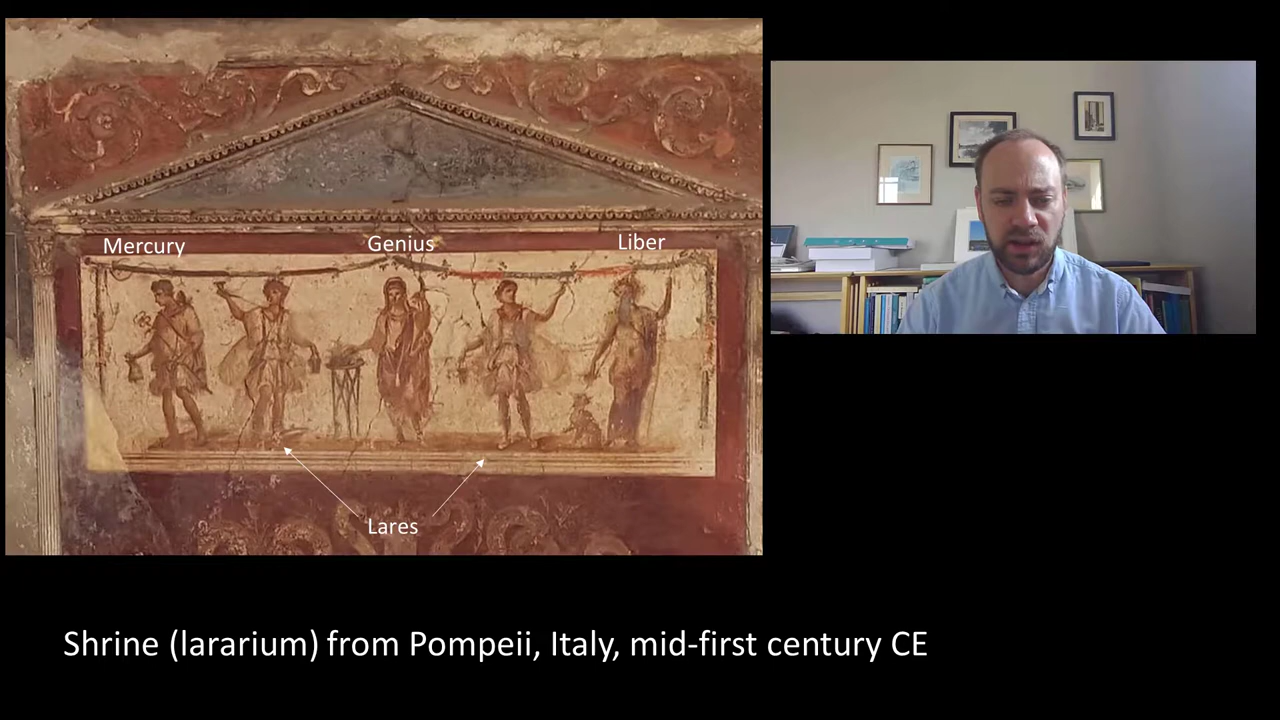 Mercury
Genius
Liber
Lares
Shrine (lararium) from Pompeii, Italy, mid-first century CE